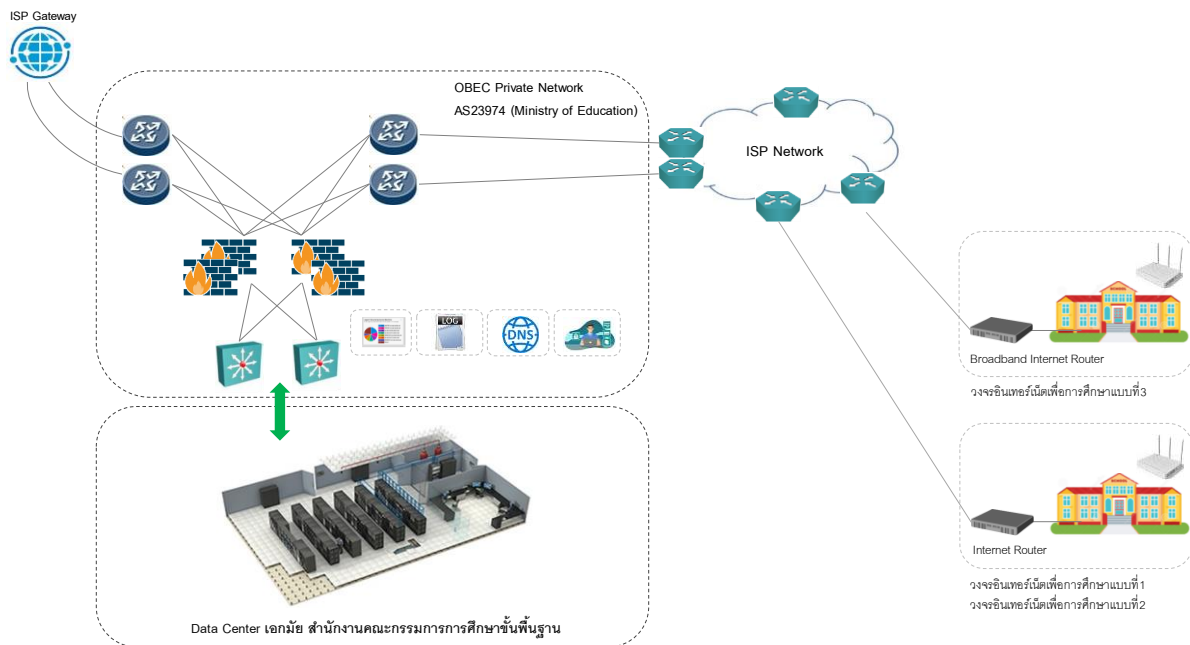 ISP Gateway
OBEC Private Network
AS23974 (Ministry of Education)
ISP Network
LOG
DNS
SCHOOL
Broadband Internet Router
วงจรอินเทอร์เน็ตเพื่อการศึกษาแบบที่3
SCHOOL
Internet Router
วงจรอินเทอร์เน็ตเพื่อการศึกษาแบบที่1
วงจรอินเทอร์เน็ตเพื่อการศึกษาแบบที่2
Data Center เอกมัย สำนักงานคณะกรรมการการศึกษาขั้นพื้นฐาน